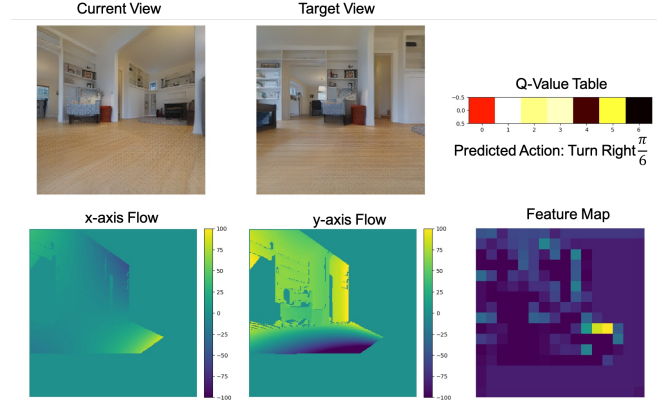 Current View
Target View
Q-Value Table
−0.5
0.0
0.5
0 1 2 3 4 5 6
Predicted Action: Turn Right π/6
x-axis Flow
y-axis Flow
Feature Map
100
75
50
25
0
−25
−50
−75
−100
100
75
50
25
0
−25
−50
−75
−100